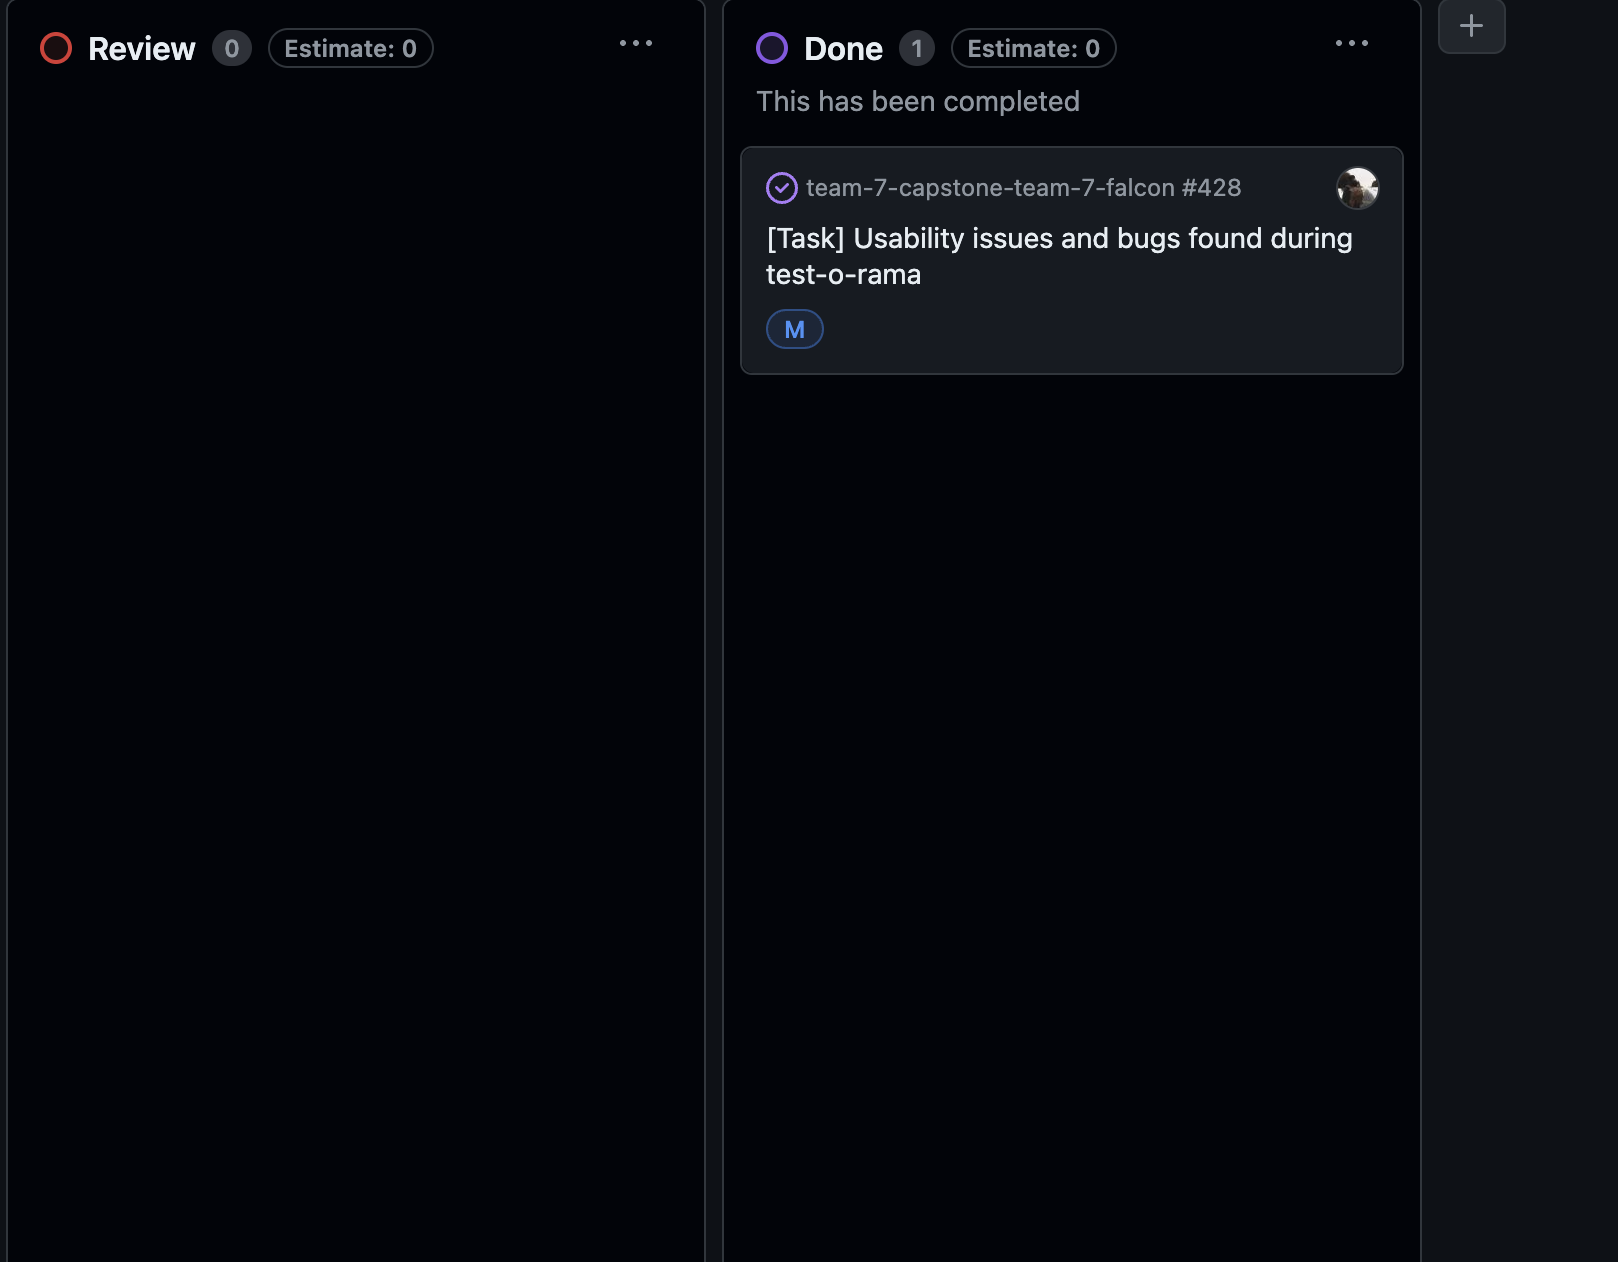 Review 0 Estimate: 0
Done 1 Estimate: 0
This has been completed
team-7-capstone-team-7-falcon #428
[Task] Usability issues and bugs found during
test-o-rama
M